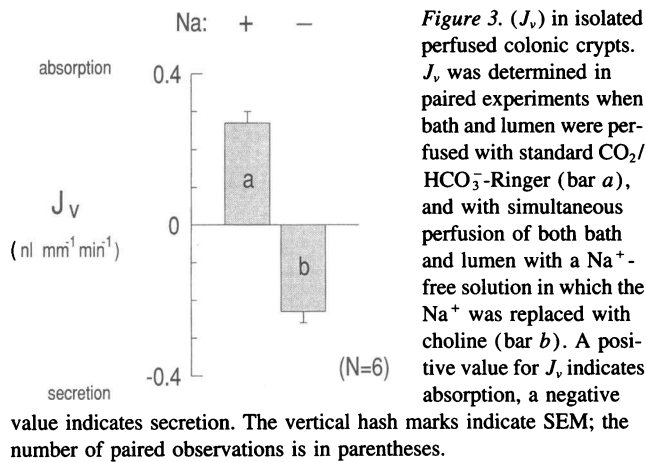 Na: + −
absorption
0.4
a
J_v
0
(nl mm⁻¹ min⁻¹)
b
-0.4
(N=6)
secretion
Figure 3. (J_v) in isolated
perfused colonic crypts.
J_v was determined in
paired experiments when
bath and lumen were per-
fused with standard CO₂/
HCO₃⁻-Ringer (bar a),
and with simultaneous
perfusion of both bath
and lumen with a Na⁺-
free solution in which the
Na⁺ was replaced with
choline (bar b). A posi-
tive value for J_v indicates
absorption, a negative
value indicates secretion. The vertical hash marks indicate SEM; the
number of paired observations is in parentheses.